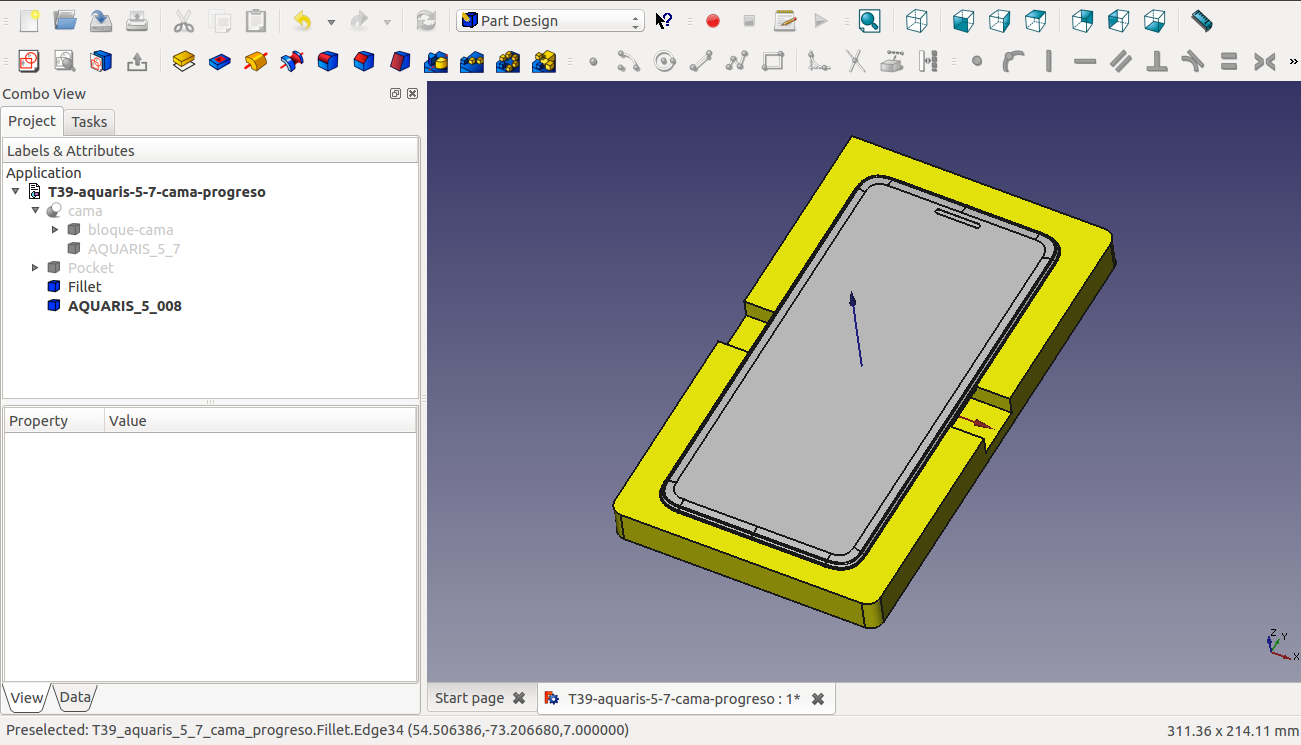 Part Design
Combo View
Project
Tasks
Labels & Attributes
Application
T39-aquaris-5-7-cama-progreso
cama
bloque-cama
AQUARIS_5_7
Pocket
Fillet
AQUARIS_5_008
Property
Value
Z
Y
X
View
Data
Start page
T39-aquaris-5-7-cama-progreso : 1*
Preselected: T39_aquaris_5_7_cama_progreso.Fillet.Edge34 (54.506386,-73.206680,7.000000)
311.36 x 214.11 mm